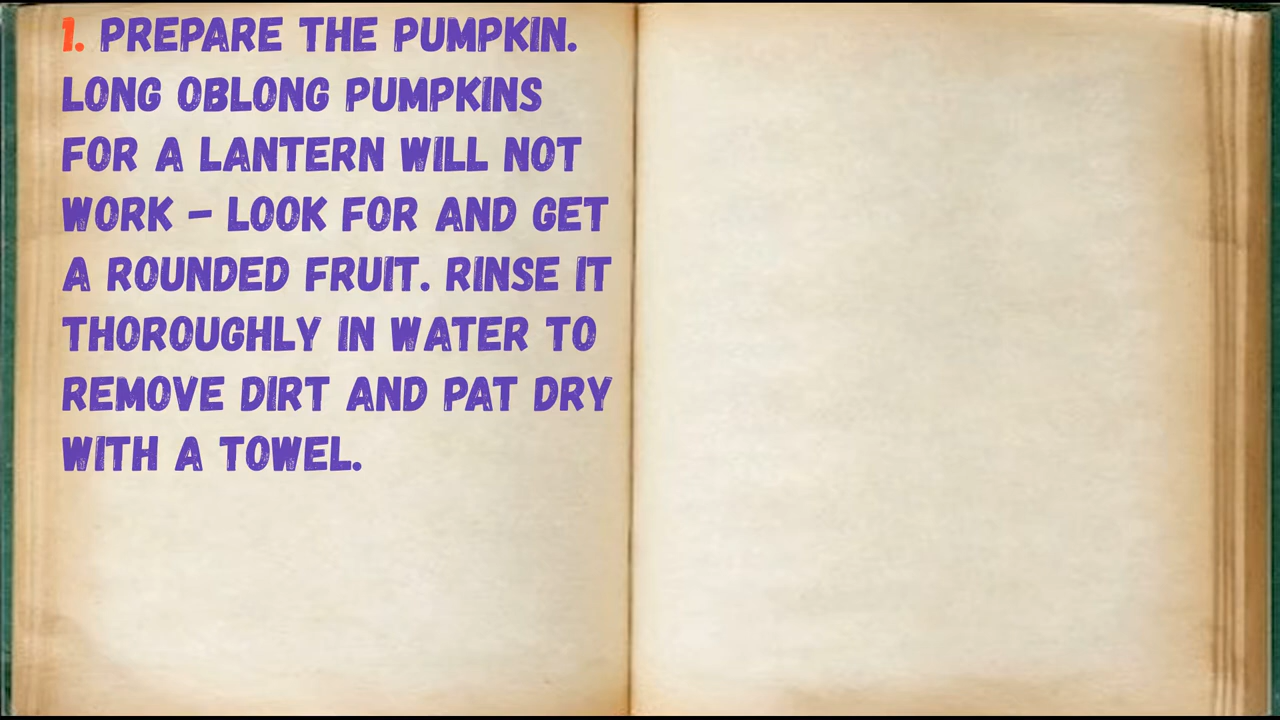 1. PREPARE THE PUMPKIN.
LONG OBLONG PUMPKINS
FOR A LANTERN WILL NOT
WORK – LOOK FOR AND GET
A ROUNDED FRUIT. RINSE IT
THOROUGHLY IN WATER TO
REMOVE DIRT AND PAT DRY
WITH A TOWEL.